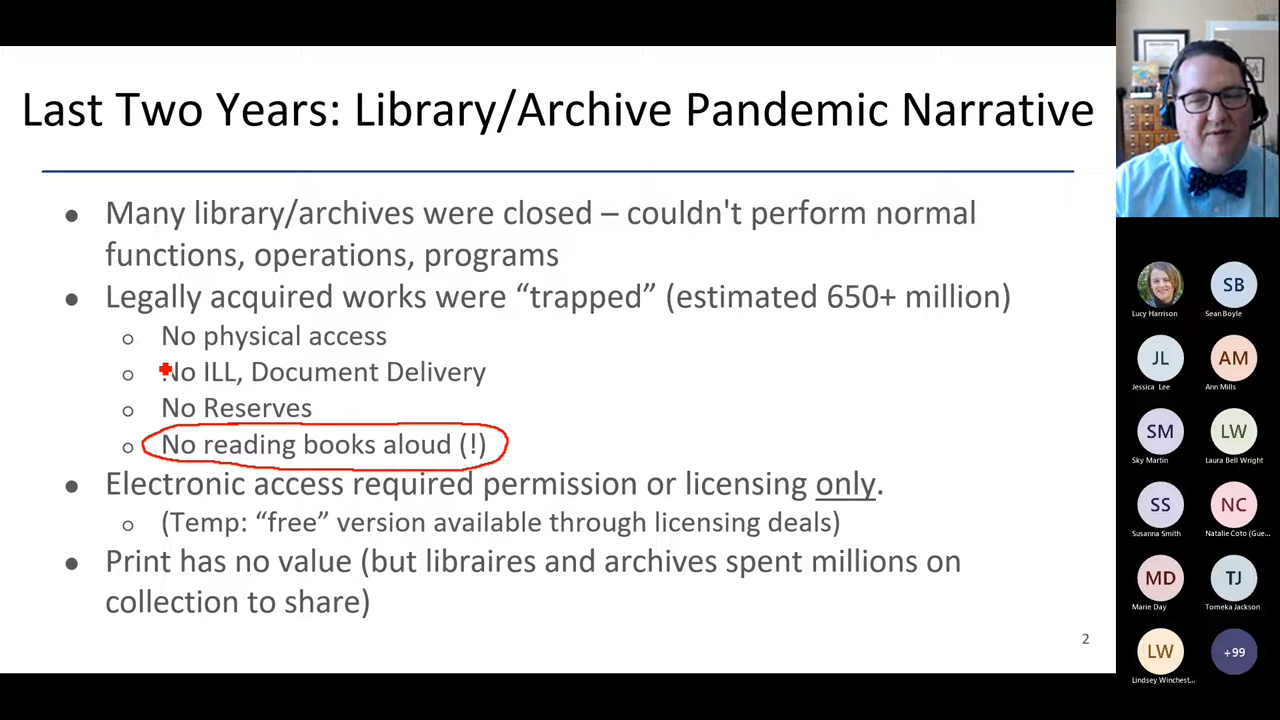 Last Two Years: Library/Archive Pandemic Narrative
● Many library/archives were closed – couldn't perform normal
functions, operations, programs
● Legally acquired works were “trapped” (estimated 650+ million)
○ No physical access
○ No ILL, Document Delivery
○ No Reserves
○ No reading books aloud (!)
● Electronic access required permission or licensing only.
○ (Temp: “free” version available through licensing deals)
● Print has no value (but libraires and archives spent millions on
collection to share)
2
Lucy Harrison
SB
Sean Boyle
JL
Jessica Lee
AM
Ann Mills
SM
Sky Martin
LW
Laura Bell Wright
SS
Susanna Smith
NC
Natalie Coto (Gue...
MD
Marie Day
TJ
Tomeka Jackson
LW
Lindsey Winchest...
+99